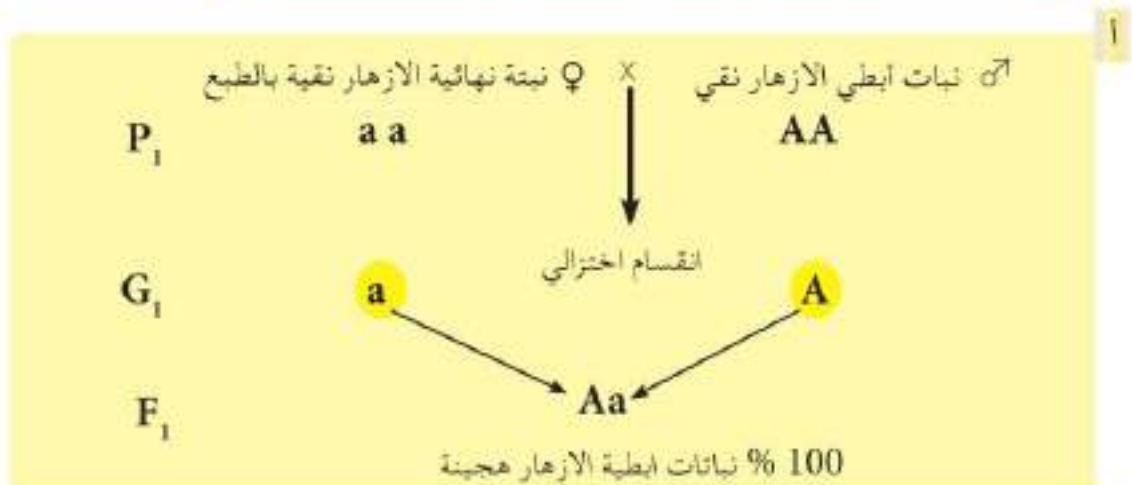 أ
♂ نبات ابطي الازهار نقي X ♀ نبتة نهائية الازهار نقية بالطبع
P1 a a AA
انقسام اختزالي
G1 a A
F1 Aa
100 % نباتات ابطية الازهار هجينة